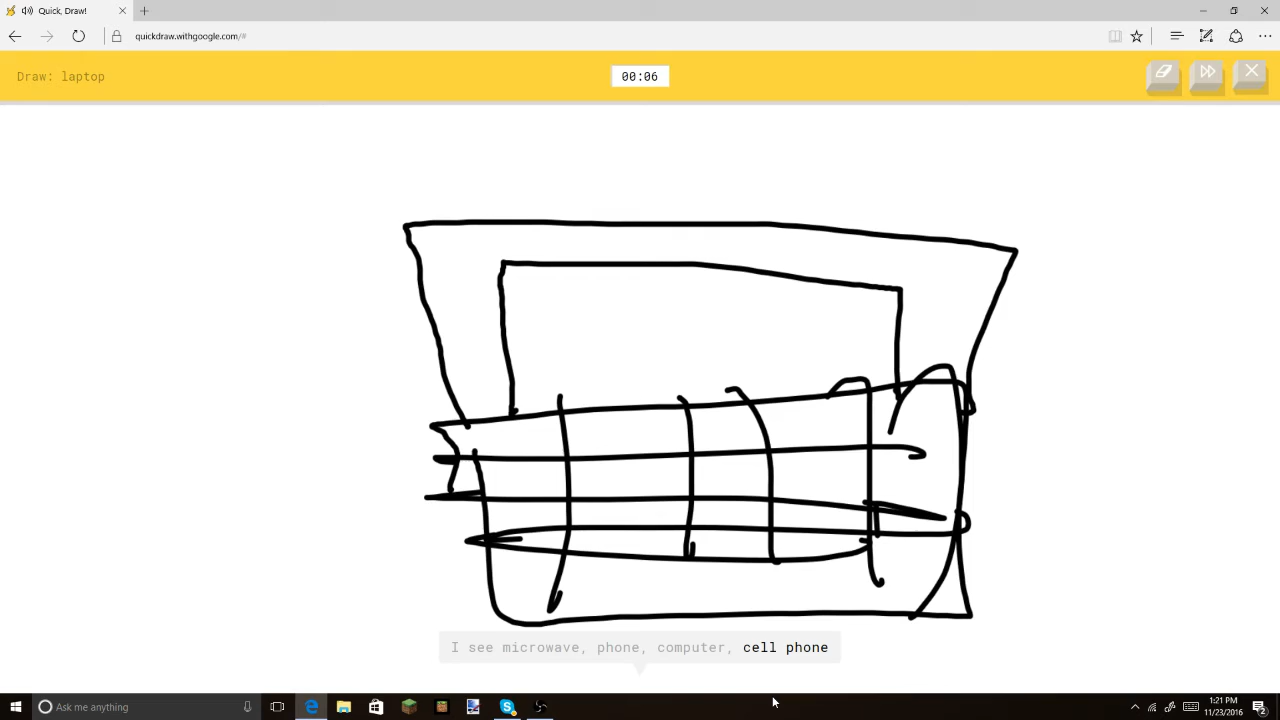 Quick, Draw!
quickdraw.withgoogle.com/#
Draw: laptop
00:06
I see microwave, phone, computer, cell phone
Ask me anything
1:21 PM
11/23/2016